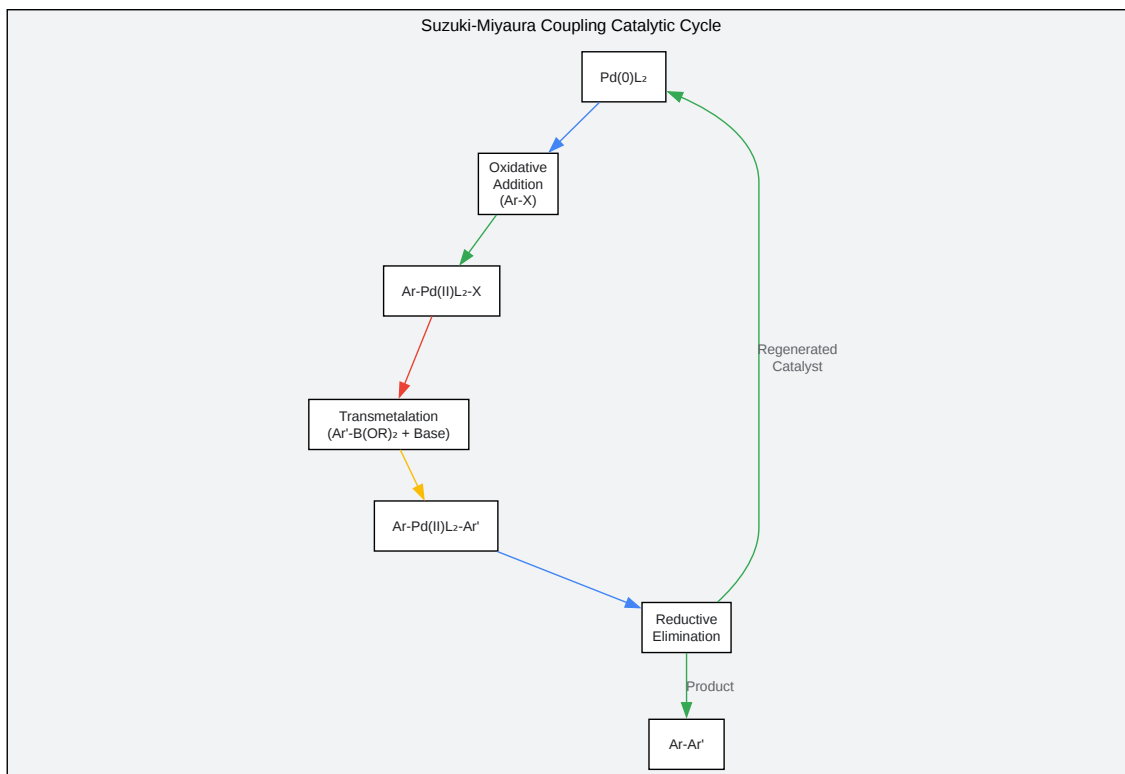 Suzuki-Miyaura Coupling Catalytic Cycle
Pd(0)L₂
Oxidative
Addition
(Ar-X)
Ar-Pd(II)L₂-X
Regenerated
Catalyst
Transmetalation
(Ar'-B(OR)₂ + Base)
Ar-Pd(II)L₂-Ar'
Reductive
Elimination
Product
Ar-Ar'